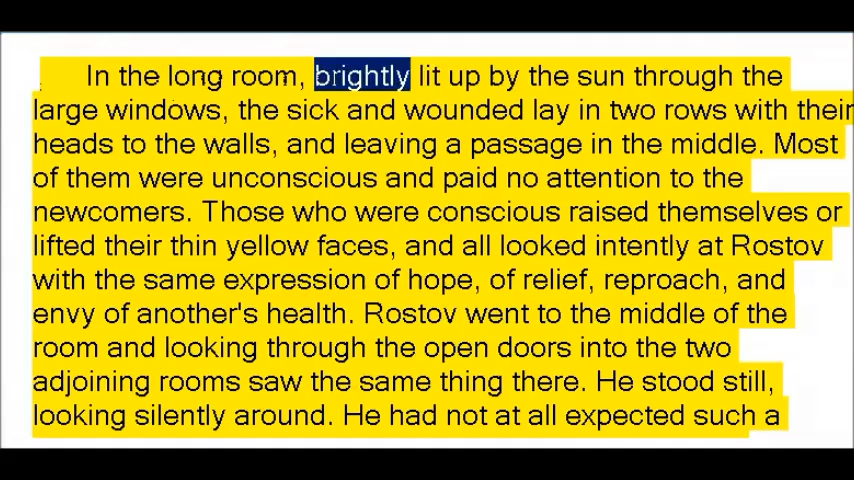 In the long room, brightly lit up by the sun through the
large windows, the sick and wounded lay in two rows with their
heads to the walls, and leaving a passage in the middle. Most
of them were unconscious and paid no attention to the
newcomers. Those who were conscious raised themselves or
lifted their thin yellow faces, and all looked intently at Rostov
with the same expression of hope, of relief, reproach, and
envy of another's health. Rostov went to the middle of the
room and looking through the open doors into the two
adjoining rooms saw the same thing there. He stood still,
looking silently around. He had not at all expected such a